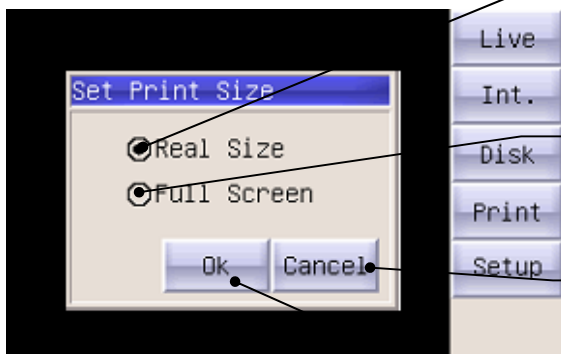 Set Print Size
Real Size
Full Screen
Ok
Cancel
Live
Int.
Disk
Print
Setup